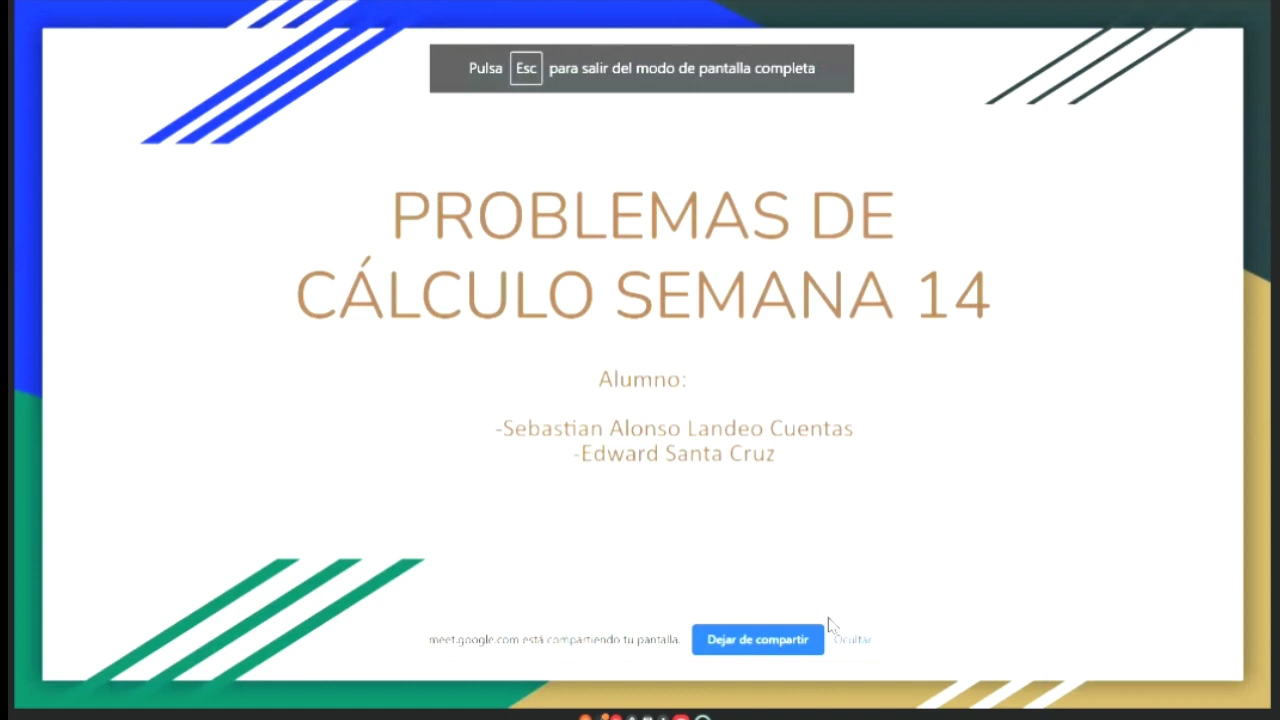 Pulsa Esc para salir del modo de pantalla completa
PROBLEMAS DE
CÁLCULO SEMANA 14
Alumno:
-Sebastian Alonso Landeo Cuentas
-Edward Santa Cruz
meet.google.com está compartiendo tu pantalla. Dejar de compartir Ocultar